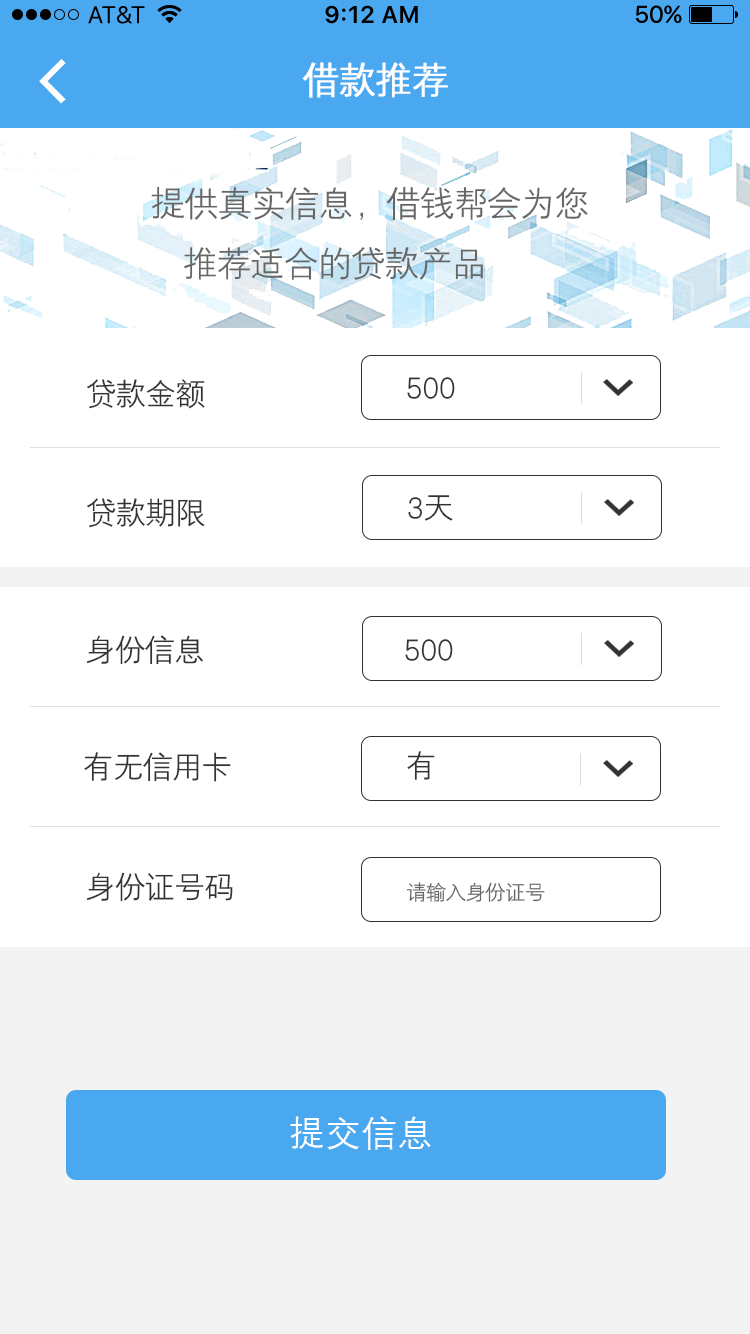 AT&T 9:12 AM 50%
借款推荐
提供真实信息，借钱帮会为您
推荐适合的贷款产品
贷款金额 500
贷款期限 3天
身份信息 500
有无信用卡 有
身份证号码 请输入身份证号
提交信息